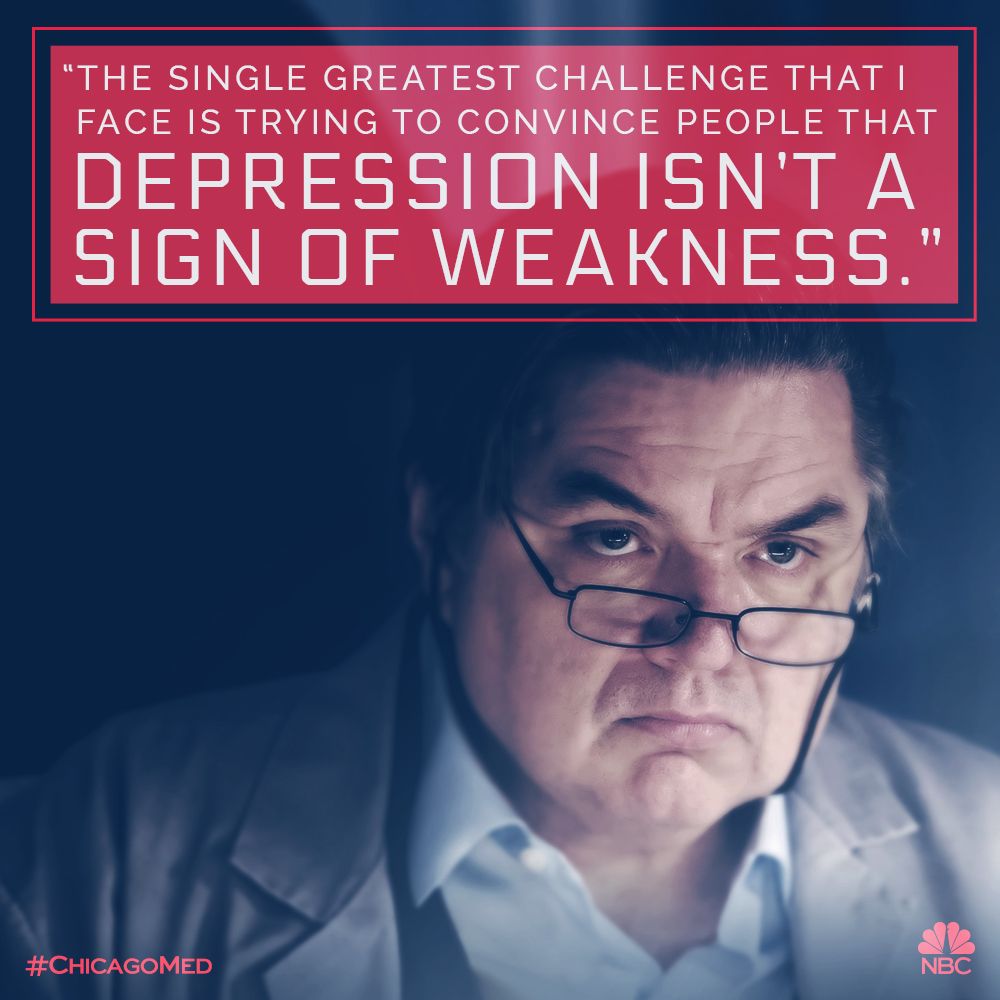 “THE SINGLE GREATEST CHALLENGE THAT I
FACE IS TRYING TO CONVINCE PEOPLE THAT
DEPRESSION ISN'T A
SIGN OF WEAKNESS."
#CHICAGOMED
NBC